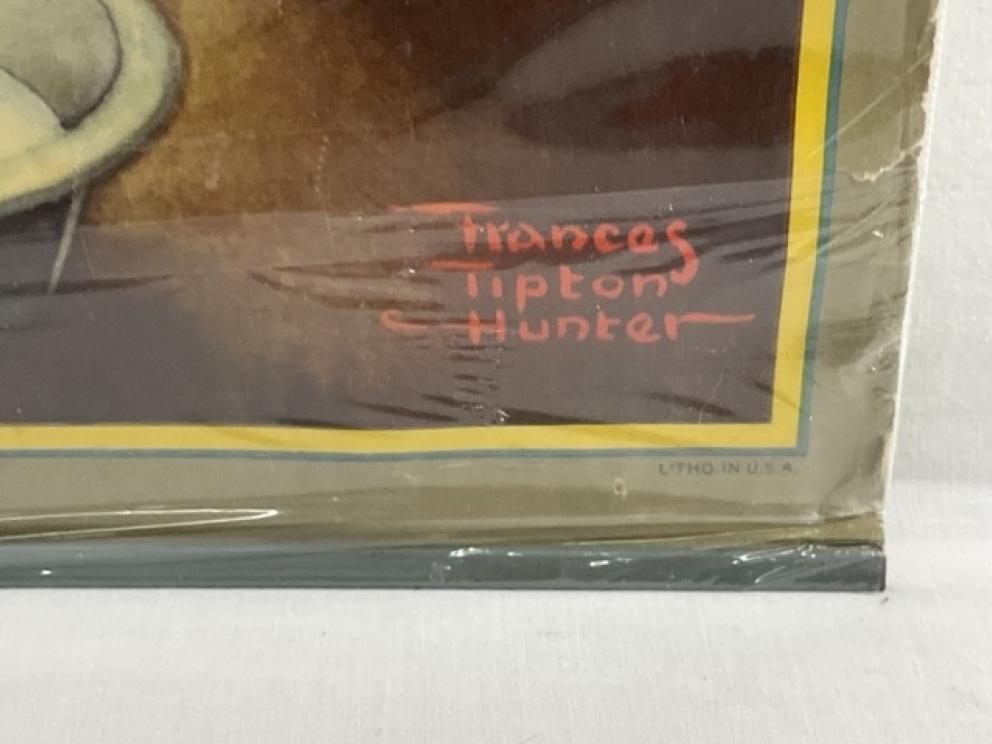 Frances
Tipton
Hunter
LITHO. IN U.S.A.